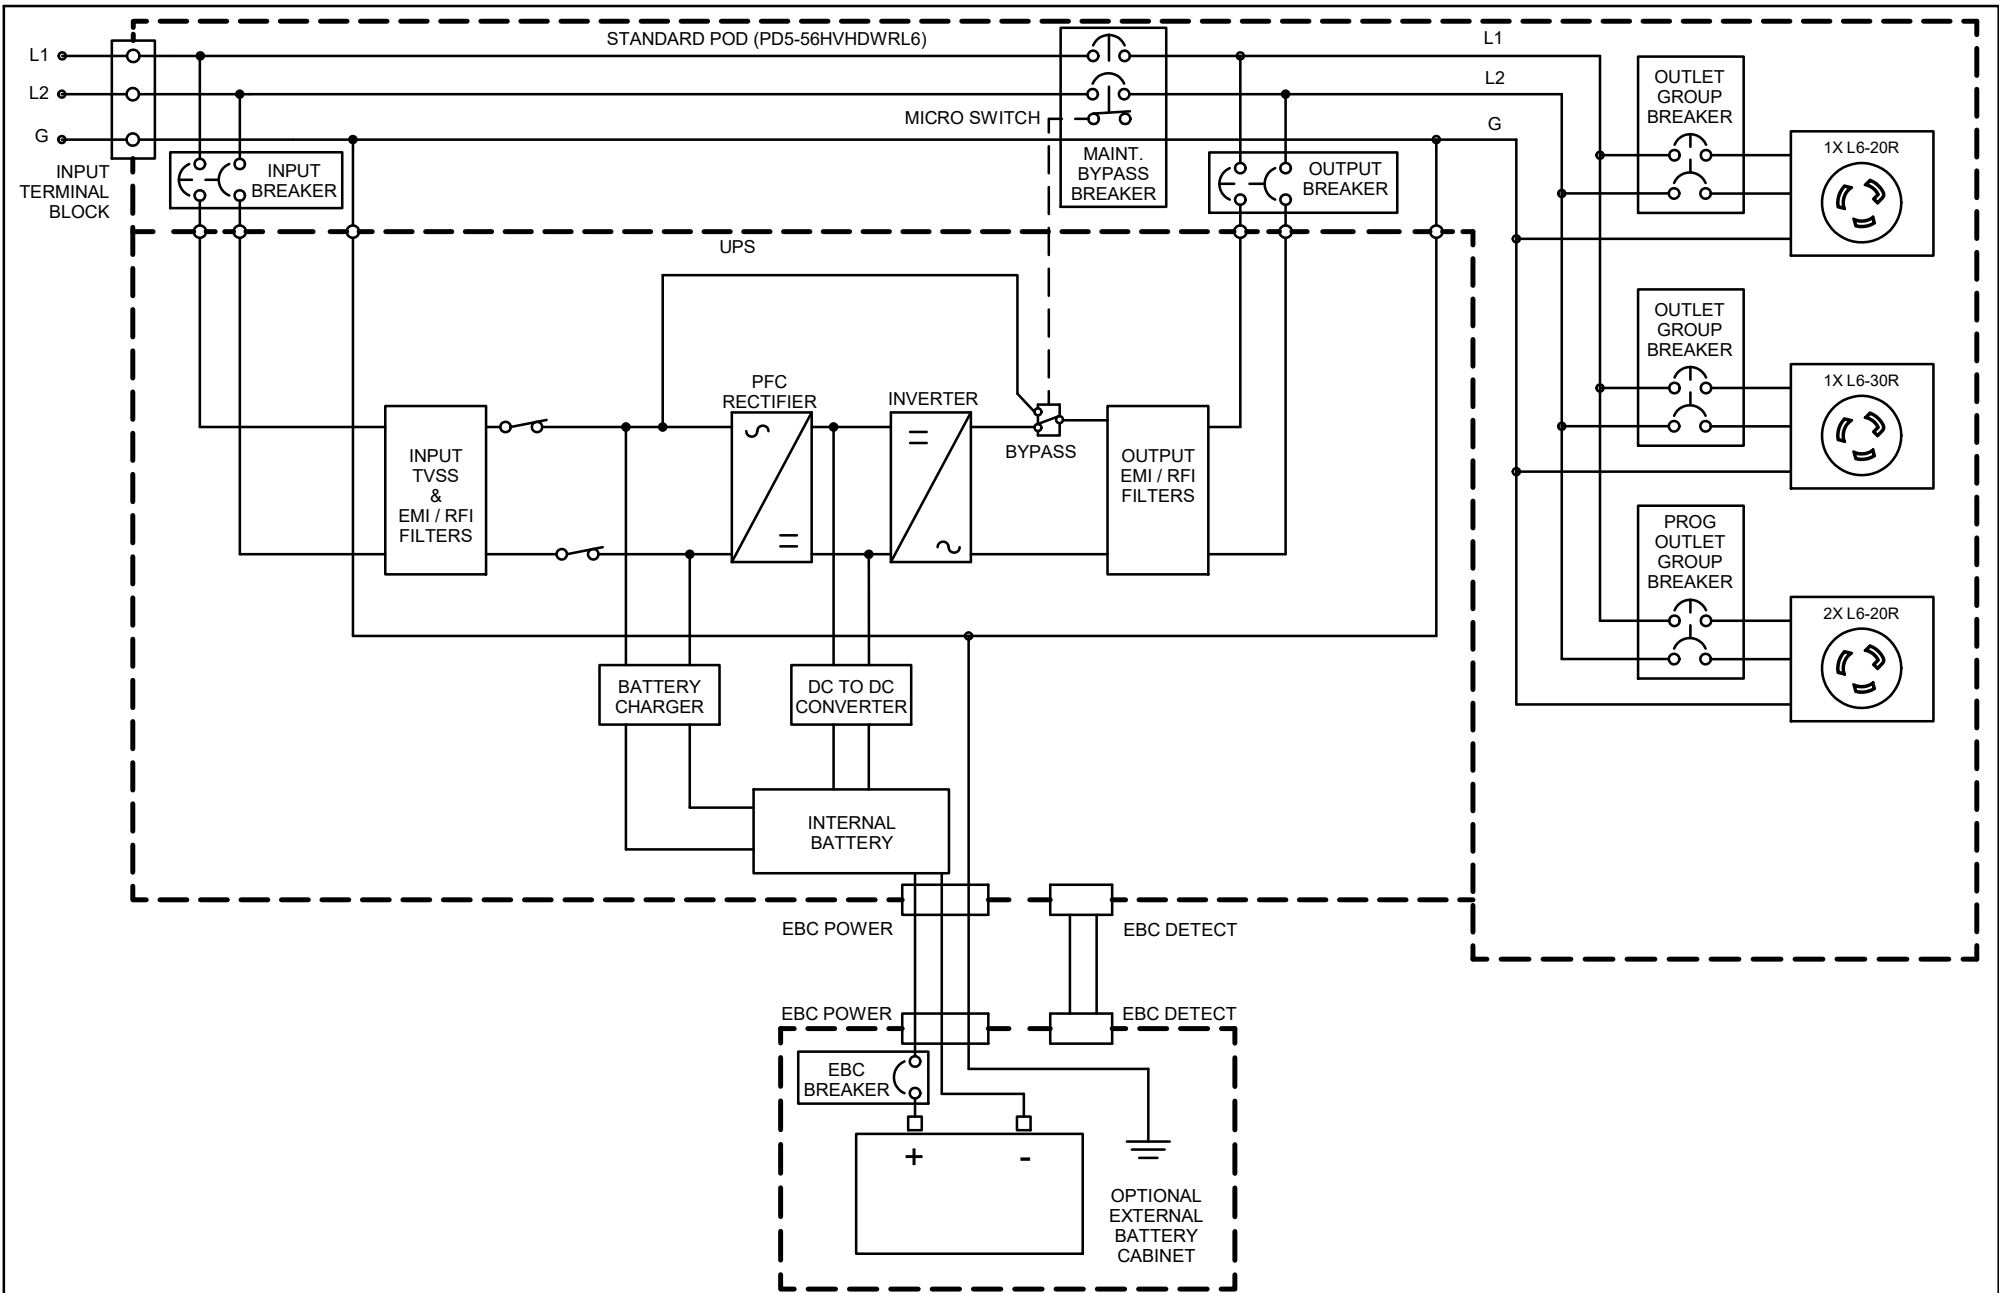 STANDARD POD (PD5-56HVHDWRL6)
L1
L1
L2
L2
G
G
MICRO SWITCH
INPUT
TERMINAL
BLOCK
INPUT
BREAKER
MAINT.
BYPASS
BREAKER
OUTPUT
BREAKER
OUTLET
GROUP
BREAKER
1X L6-20R
UPS
OUTLET
GROUP
BREAKER
1X L6-30R
PFC
RECTIFIER
INVERTER
BYPASS
INPUT
TVSS
&
EMI / RFI
FILTERS
OUTPUT
EMI / RFI
FILTERS
PROG
OUTLET
GROUP
BREAKER
2X L6-20R
BATTERY
CHARGER
DC TO DC
CONVERTER
INTERNAL
BATTERY
EBC POWER
EBC DETECT
EBC POWER
EBC DETECT
EBC
BREAKER
+
-
OPTIONAL
EXTERNAL
BATTERY
CABINET